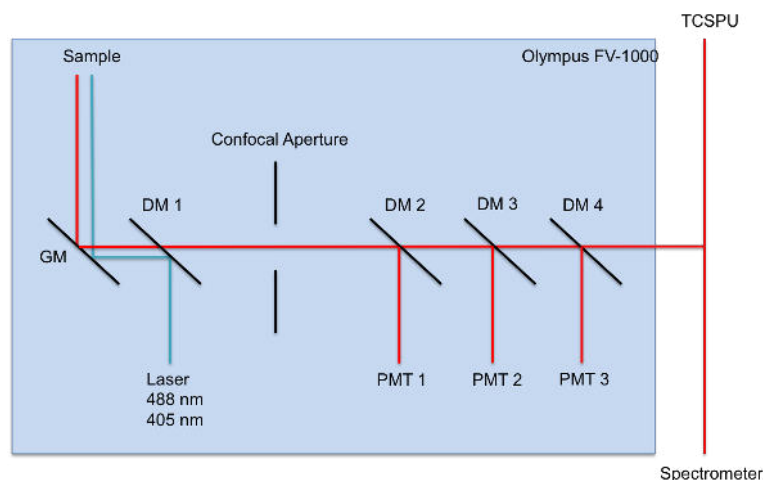 TCSPU
Sample
Olympus FV-1000
Confocal Aperture
DM 1
DM 2
DM 3
DM 4
GM
Laser
488 nm
405 nm
PMT 1
PMT 2
PMT 3
Spectrometer